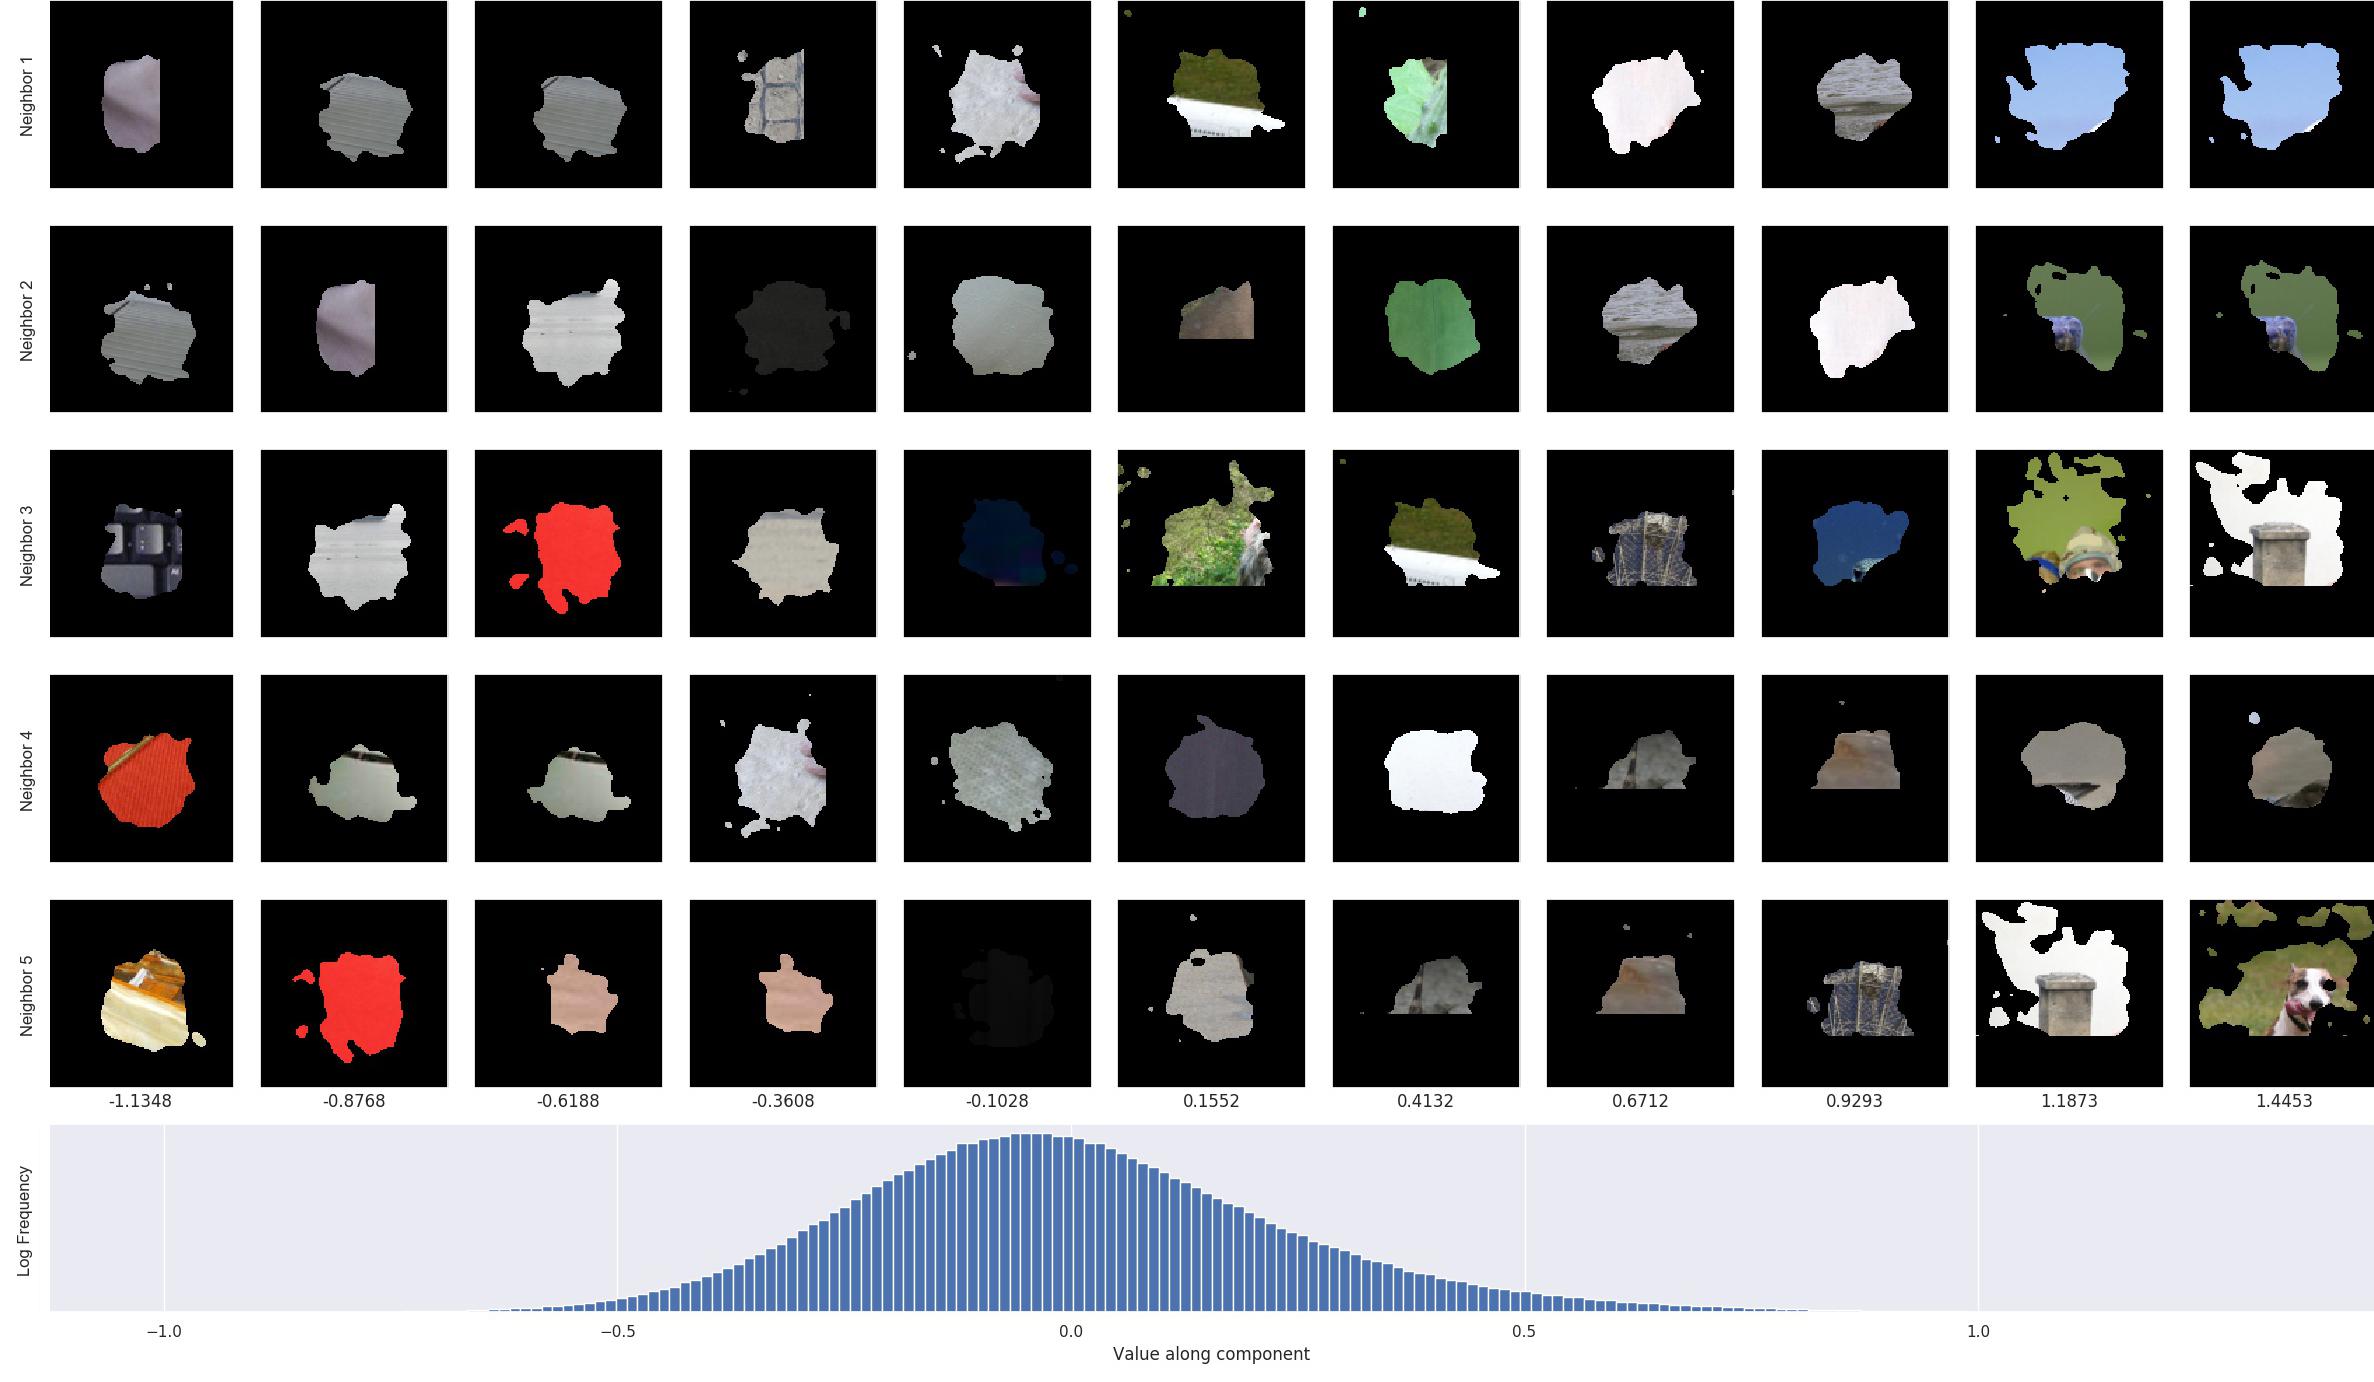 Neighbor 1
Neighbor 2
Neighbor 3
Neighbor 4
Neighbor 5
-1.1348 -0.8768 -0.6188 -0.3608 -0.1028 0.1552 0.4132 0.6712 0.9293 1.1873 1.4453
Log Frequency
−1.0 −0.5 0.0 0.5 1.0
Value along component